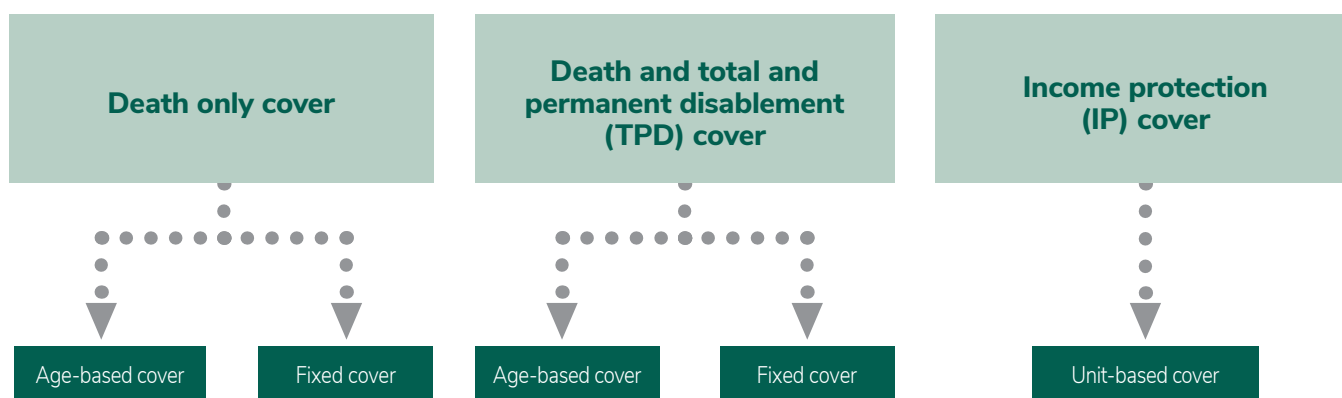 Death only cover
Death and total and
permanent disablement
(TPD) cover
Income protection
(IP) cover
Age-based cover
Fixed cover
Age-based cover
Fixed cover
Unit-based cover